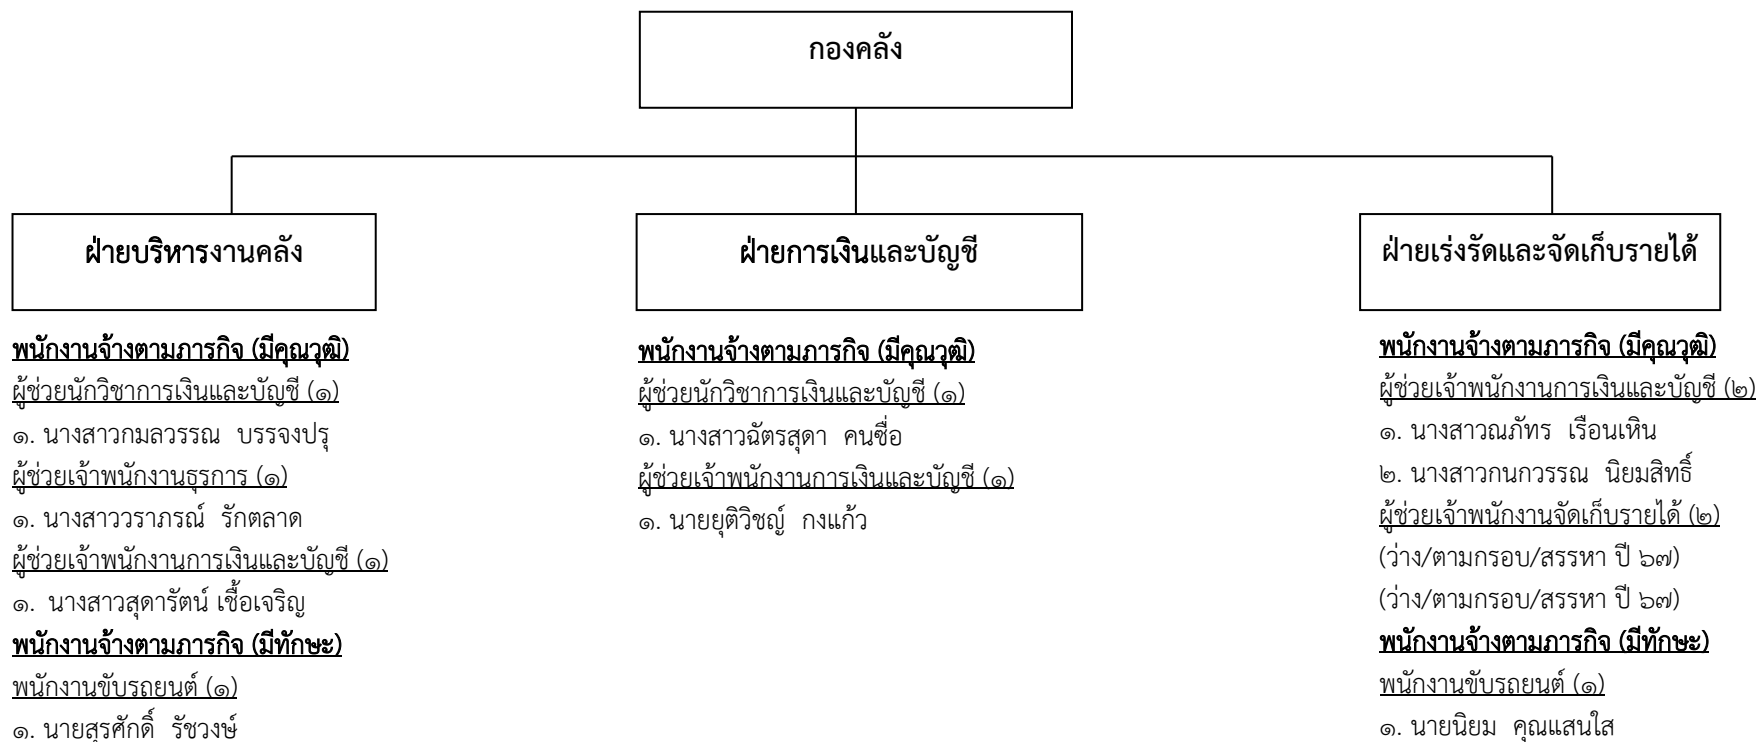 กองคลัง
ฝ่ายบริหารงานคลัง
พนักงานจ้างตามภารกิจ (มีคุณวุฒิ)
ผู้ช่วยนักวิชาการเงินและบัญชี (๑)
๑. นางสาวกมลวรรณ บรรจงปรุ
ผู้ช่วยเจ้าพนักงานธุรการ (๑)
๑. นางสาววราภรณ์ รักตลาด
ผู้ช่วยเจ้าพนักงานการเงินและบัญชี (๑)
๑. นางสาวสุดารัตน์ เชื้อเจริญ
พนักงานจ้างตามภารกิจ (มีทักษะ)
พนักงานขับรถยนต์ (๑)
๑. นายสุรศักดิ์ รัชวงษ์
ฝ่ายการเงินและบัญชี
พนักงานจ้างตามภารกิจ (มีคุณวุฒิ)
ผู้ช่วยนักวิชาการเงินและบัญชี (๑)
๑. นางสาวฉัตรสุดา คนซื่อ
ผู้ช่วยเจ้าพนักงานการเงินและบัญชี (๑)
๑. นายยุติวิชญ์ กงแก้ว
ฝ่ายเร่งรัดและจัดเก็บรายได้
พนักงานจ้างตามภารกิจ (มีคุณวุฒิ)
ผู้ช่วยเจ้าพนักงานการเงินและบัญชี (๒)
๑. นางสาวณภัทร เรือนเหิน
๒. นางสาวกนกวรรณ นิยมสิทธิ์
ผู้ช่วยเจ้าพนักงานจัดเก็บรายได้ (๒)
(ว่าง/ตามกรอบ/สรรหา ปี ๖๗)
(ว่าง/ตามกรอบ/สรรหา ปี ๖๗)
พนักงานจ้างตามภารกิจ (มีทักษะ)
พนักงานขับรถยนต์ (๑)
๑. นายนิยม คุณแสนใส